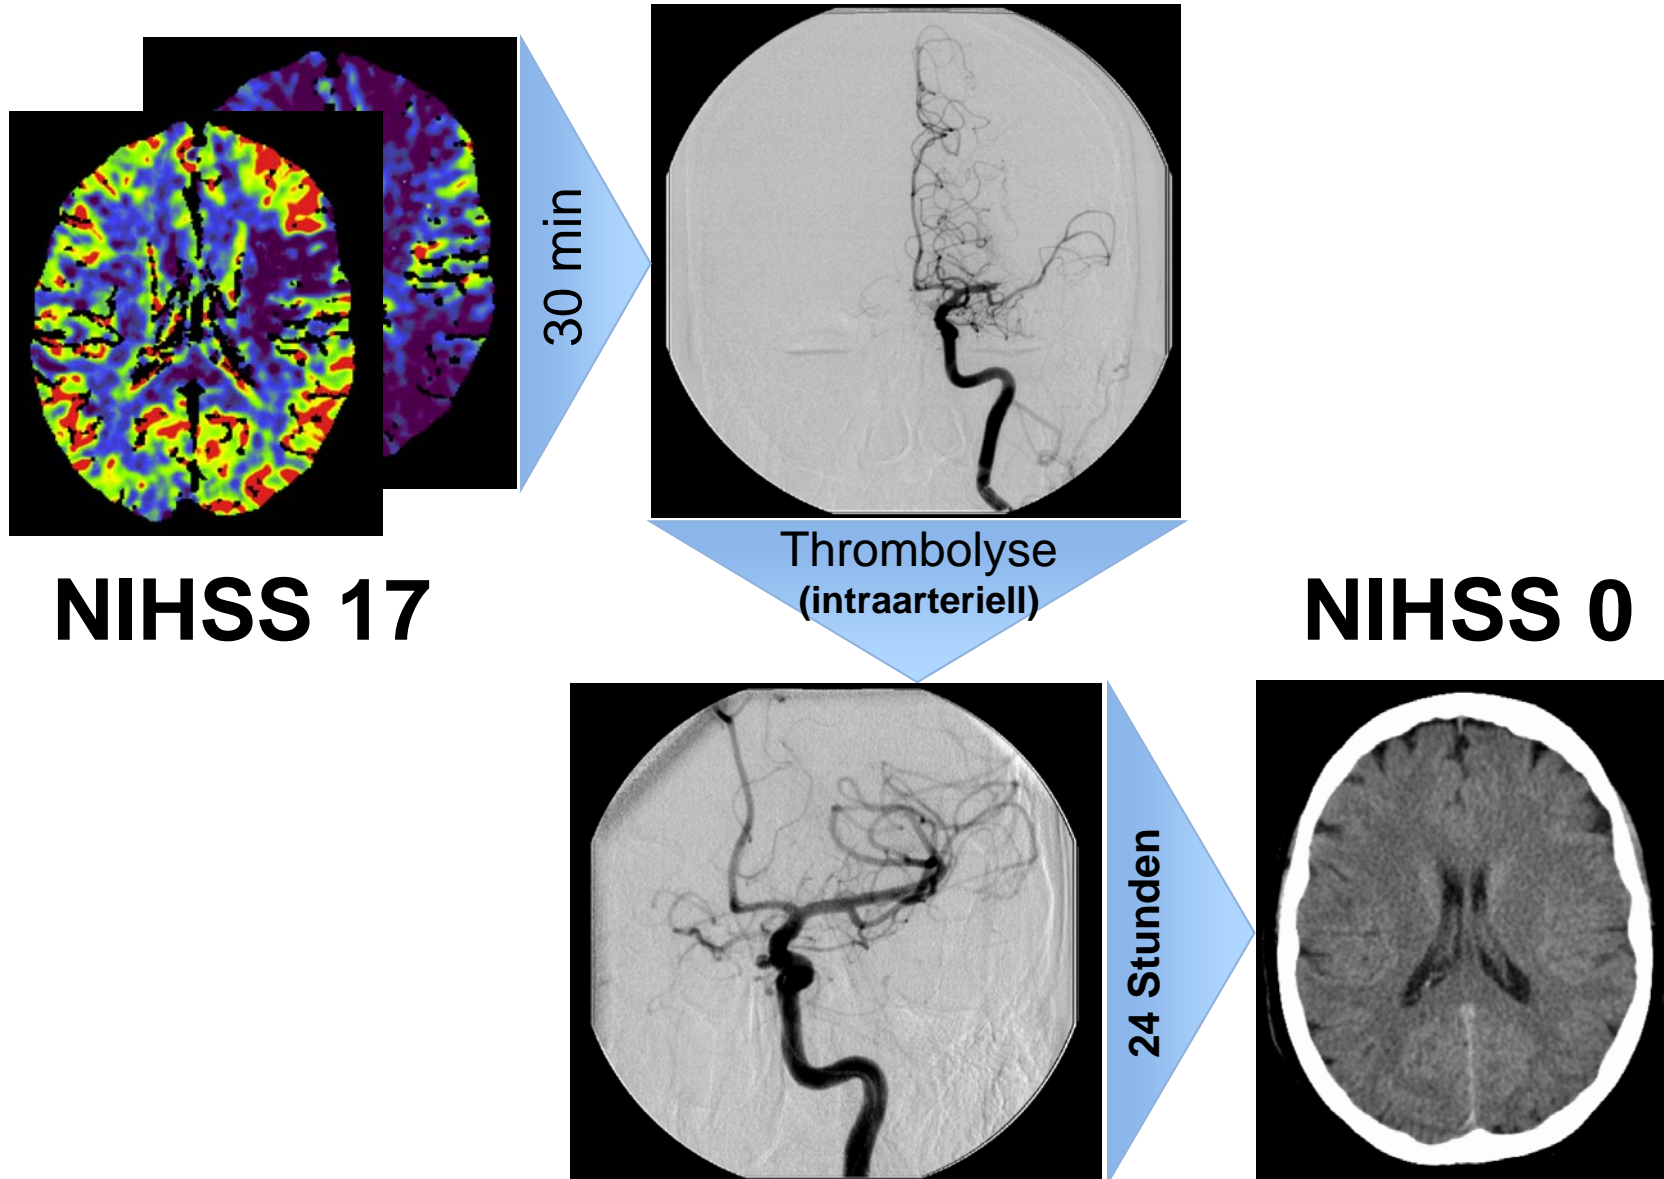 30 min
Thrombolyse
(intraarteriell)
NIHSS 17
NIHSS 0
24 Stunden